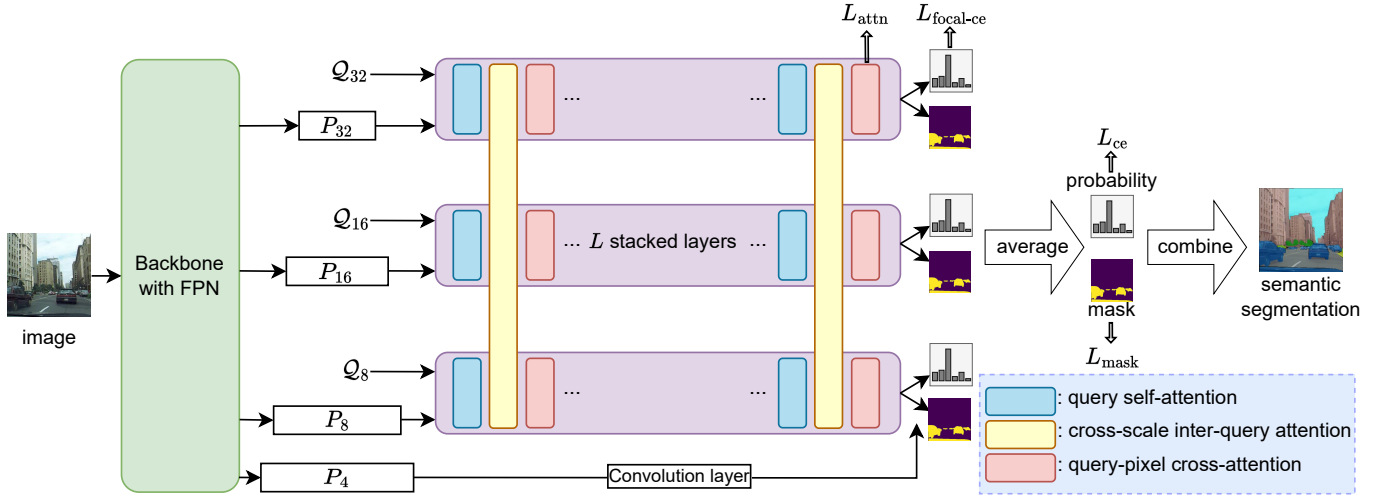 L_attn
L_focal-ce
Q_32
P_32
...
...
L_ce
probability
Q_16
... L stacked layers ...
P_16
Backbone
with FPN
image
average
combine
mask
semantic
segmentation
L_mask
Q_8
P_8
...
...
P_4
Convolution layer
: query self-attention
: cross-scale inter-query attention
: query-pixel cross-attention